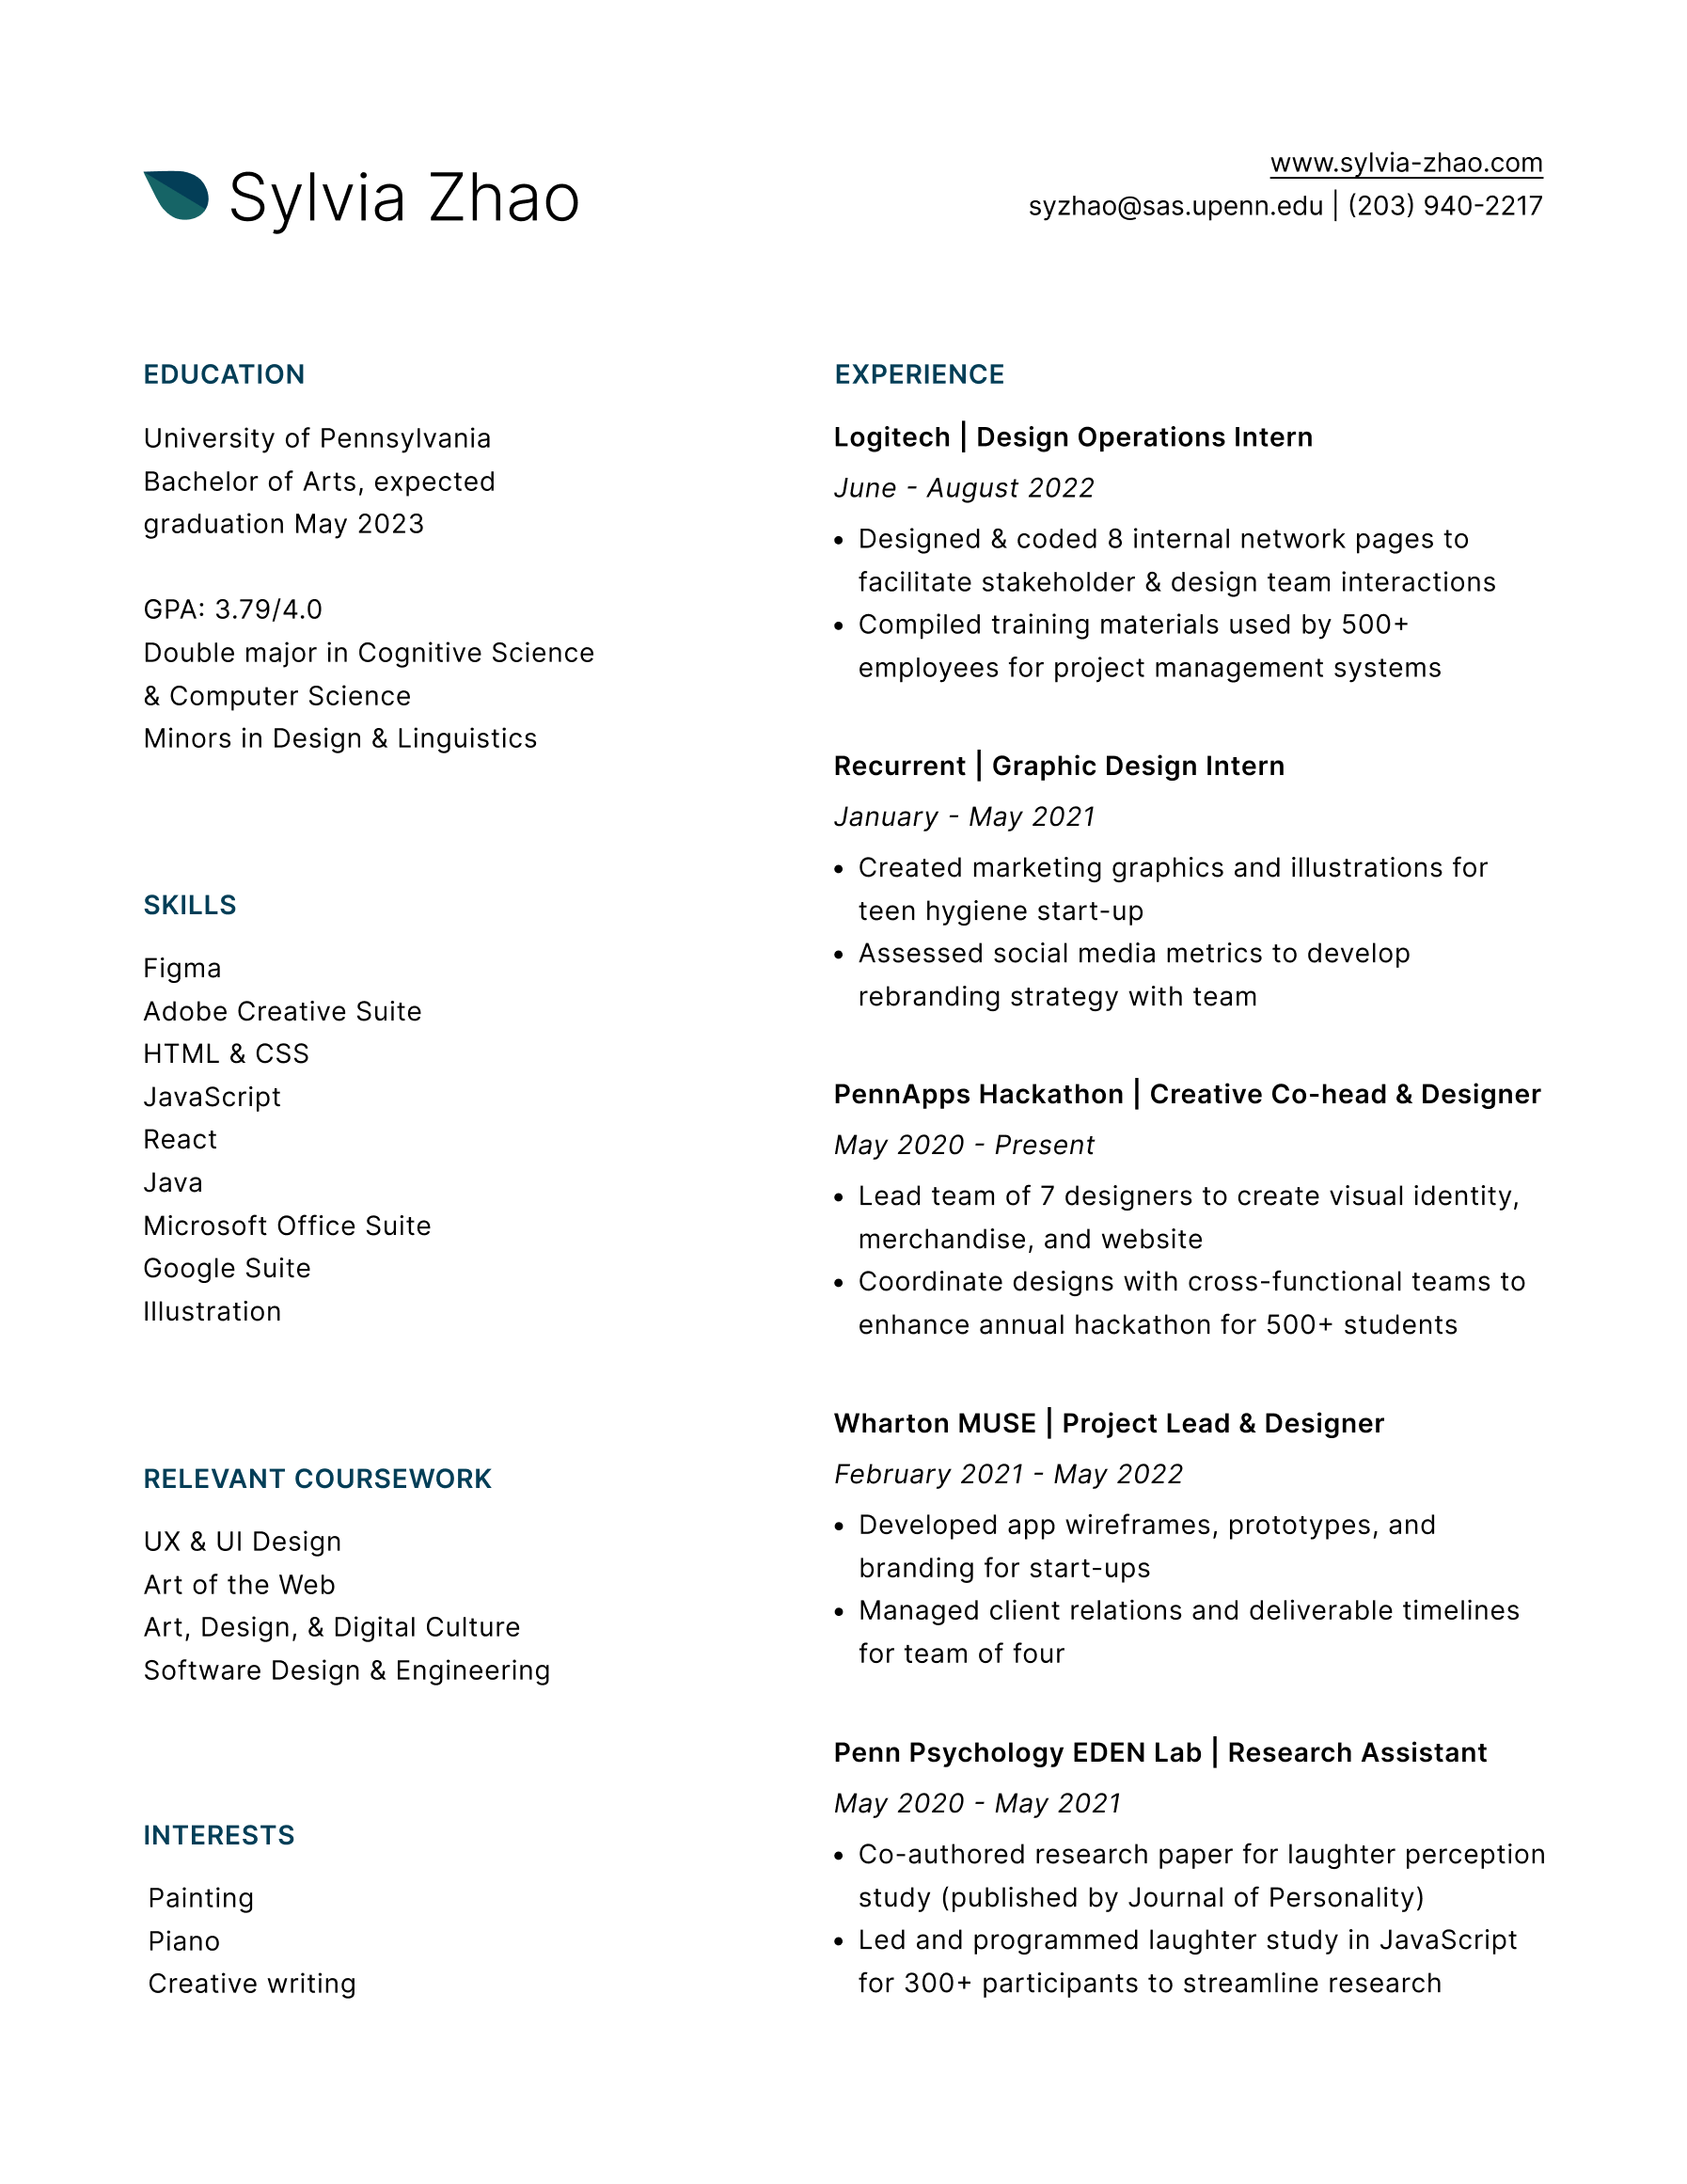 Sylvia Zhao
www.sylvia-zhao.com
syzhao@sas.upenn.edu | (203) 940-2217
EDUCATION
University of Pennsylvania
Bachelor of Arts, expected
graduation May 2023
GPA: 3.79/4.0
Double major in Cognitive Science
& Computer Science
Minors in Design & Linguistics
SKILLS
Figma
Adobe Creative Suite
HTML & CSS
JavaScript
React
Java
Microsoft Office Suite
Google Suite
Illustration
RELEVANT COURSEWORK
UX & UI Design
Art of the Web
Art, Design, & Digital Culture
Software Design & Engineering
INTERESTS
Painting
Piano
Creative writing
EXPERIENCE
Logitech | Design Operations Intern
June - August 2022
• Designed & coded 8 internal network pages to
facilitate stakeholder & design team interactions
• Compiled training materials used by 500+
employees for project management systems
Recurrent | Graphic Design Intern
January - May 2021
• Created marketing graphics and illustrations for
teen hygiene start-up
• Assessed social media metrics to develop
rebranding strategy with team
PennApps Hackathon | Creative Co-head & Designer
May 2020 - Present
• Lead team of 7 designers to create visual identity,
merchandise, and website
• Coordinate designs with cross-functional teams to
enhance annual hackathon for 500+ students
Wharton MUSE | Project Lead & Designer
February 2021 - May 2022
• Developed app wireframes, prototypes, and
branding for start-ups
• Managed client relations and deliverable timelines
for team of four
Penn Psychology EDEN Lab | Research Assistant
May 2020 - May 2021
• Co-authored research paper for laughter perception
study (published by Journal of Personality)
• Led and programmed laughter study in JavaScript
for 300+ participants to streamline research